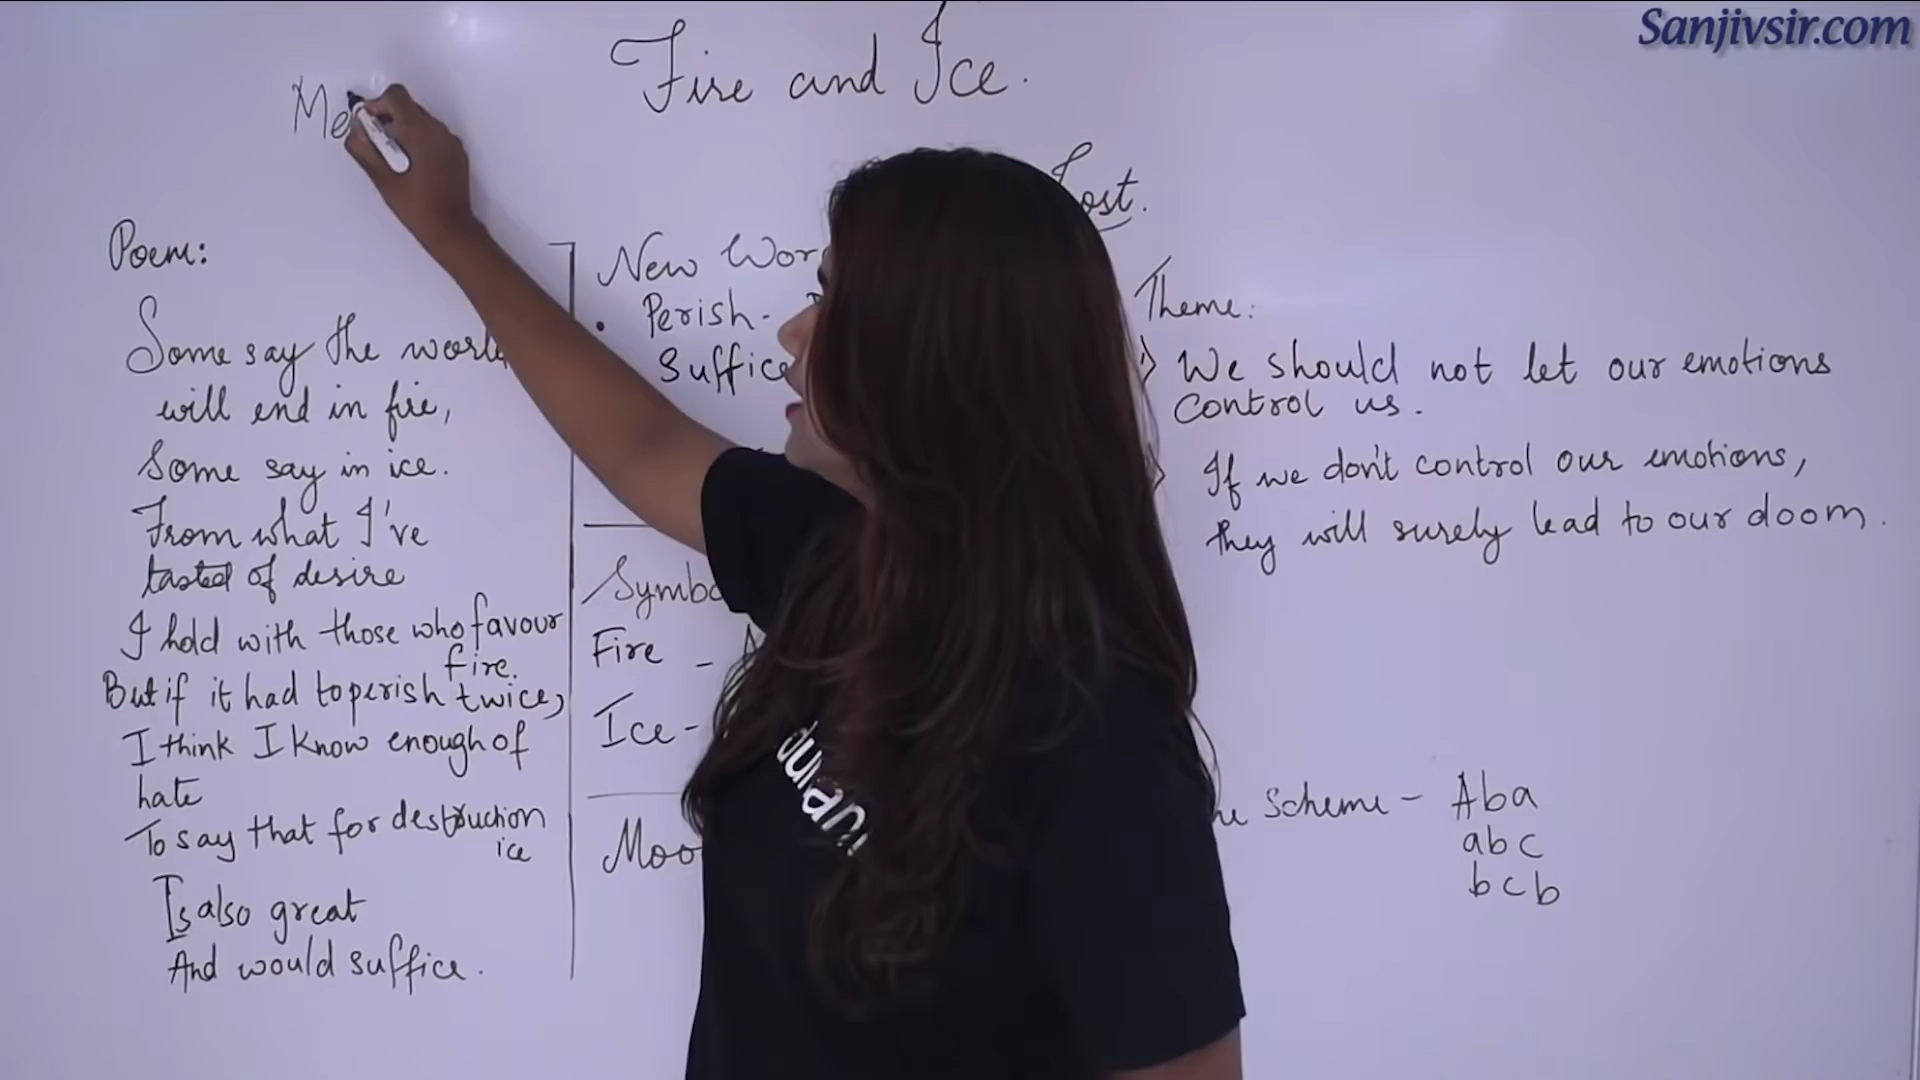 Sanjivsir.com
Fire and Ice.
Me
Poem:
Some say the world
will end in fire,
Some say in ice.
From what I've
tasted of desire
I hold with those who favour
fire.
But if it had to perish twice,
I think I know enough of
hate
To say that for destruction
ice
Is also great
And would suffice.
New Wor
• Perish-
Suffice
Symbo
Fire -
Ice-
Moo
ost.
Theme:
We should not let our emotions
control us.
If we don't control our emotions,
they will surely lead to our doom.
Scheme - Aba
abc
bcb